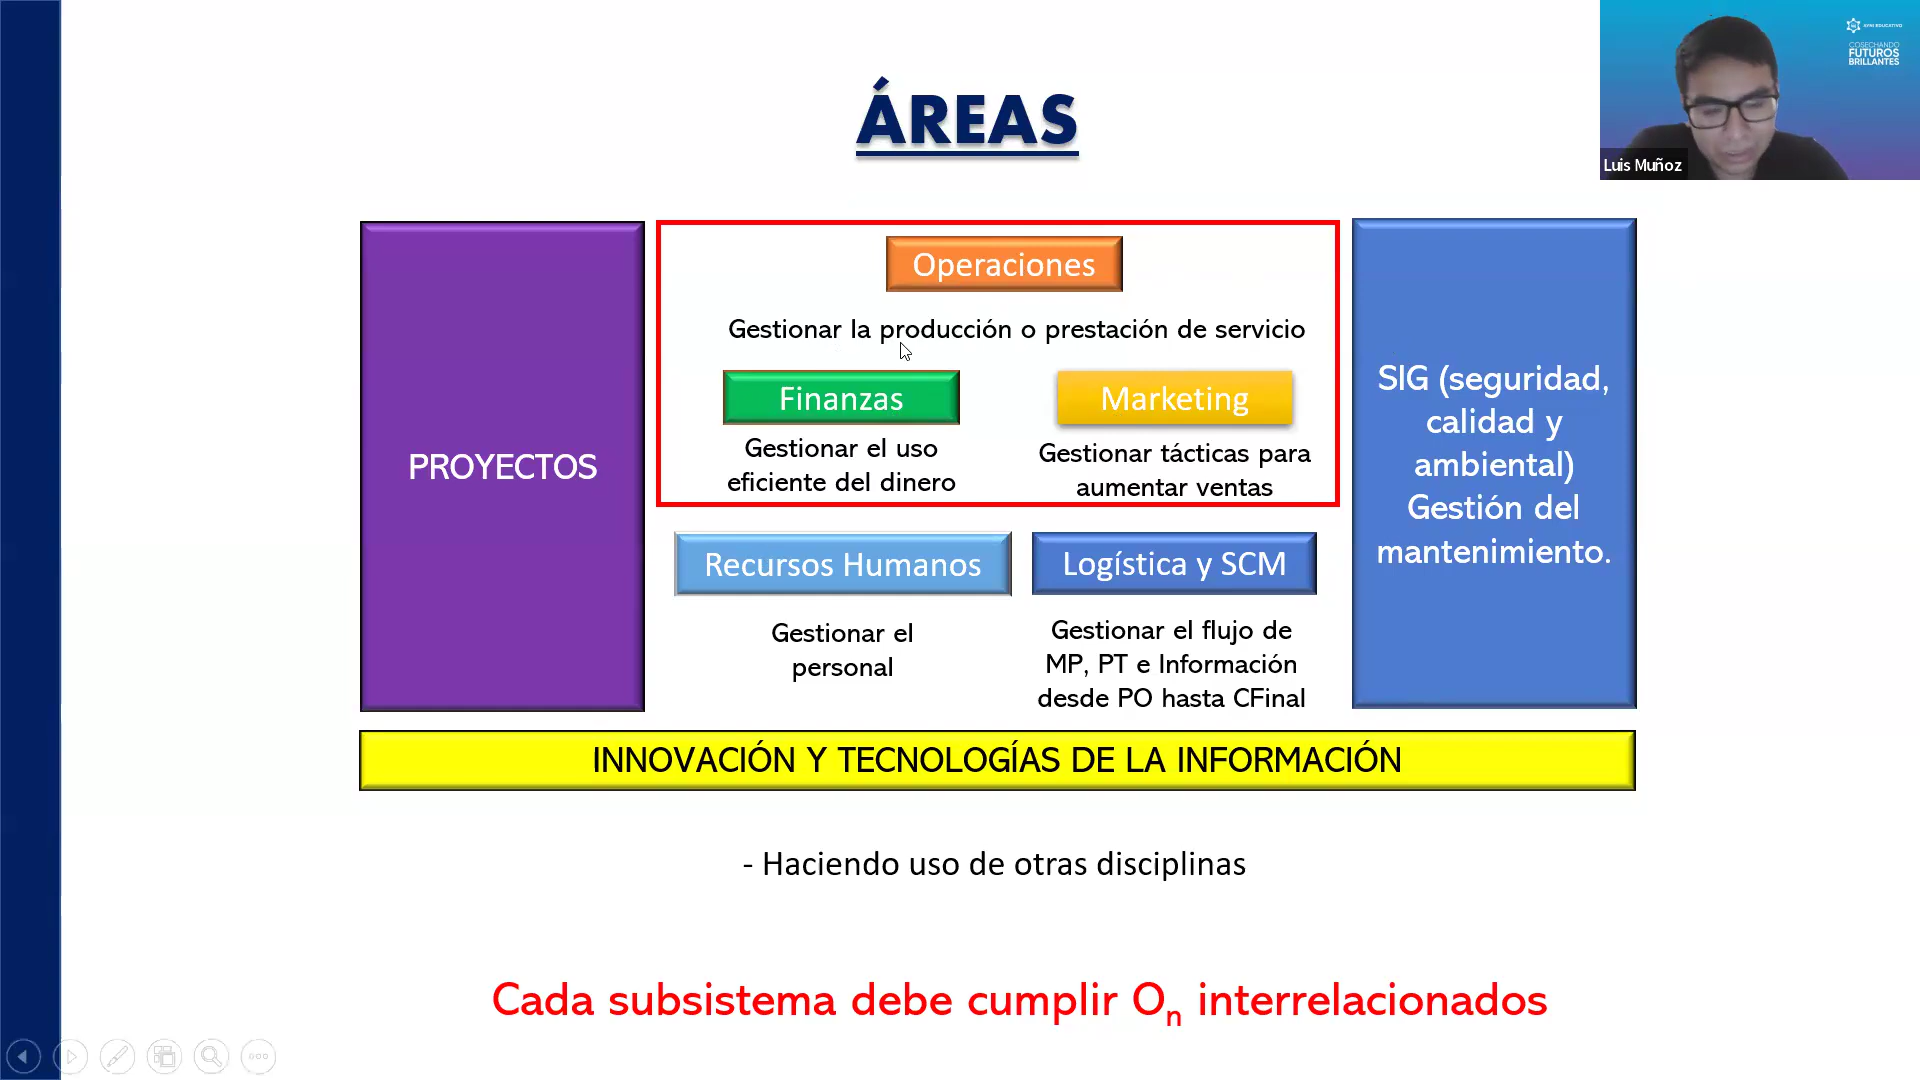 ÁREAS
AVNI EDUCATIVO
COSECHANDO
FUTUROS
BRILLANTES
Luis Muñoz
PROYECTOS
Operaciones
Gestionar la producción o prestación de servicio
Finanzas
Gestionar el uso
eficiente del dinero
Marketing
Gestionar tácticas para
aumentar ventas
Recursos Humanos
Gestionar el
personal
Logística y SCM
Gestionar el flujo de
MP, PT e Información
desde PO hasta CFinal
SIG (seguridad,
calidad y
ambiental)
Gestión del
mantenimiento.
INNOVACIÓN Y TECNOLOGÍAS DE LA INFORMACIÓN
- Haciendo uso de otras disciplinas
Cada subsistema debe cumplir On interrelacionados